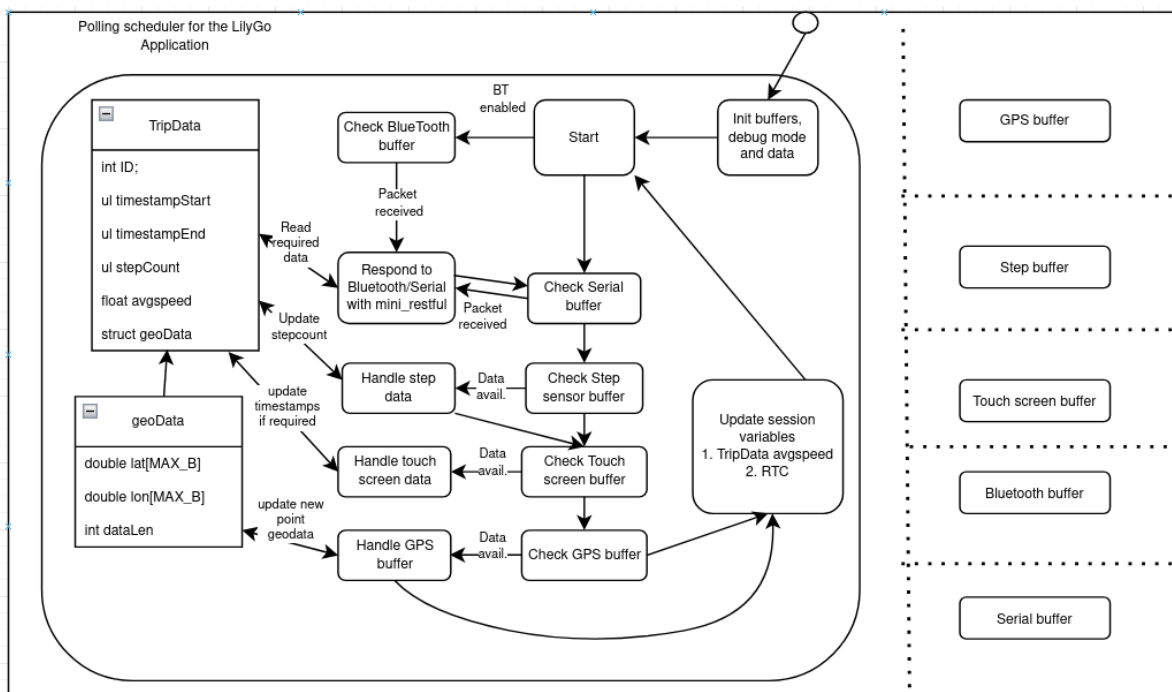 Polling scheduler for the LilyGo
Application
TripData
int ID;
ul timestampStart
ul timestampEnd
ul stepCount
float avgspeed
struct geoData
geoData
double lat[MAX_B]
double lon[MAX_B]
int dataLen
BT
enabled
Check BlueTooth
buffer
Start
Init buffers,
debug mode
and data
Packet
received
Read
required
data
Respond to
Bluetooth/Serial
with mini_restful
Check Serial
buffer
Packet
received
Update
stepcount
Handle step
data
Data
avail.
Check Step
sensor buffer
update
timestamps
if required
Handle touch
screen data
Data
avail.
Check Touch
screen buffer
update new
point
geodata
Handle GPS
buffer
Data
avail.
Check GPS buffer
Update session
variables
1. TripData avgspeed
2. RTC
GPS buffer
Step buffer
Touch screen buffer
Bluetooth buffer
Serial buffer